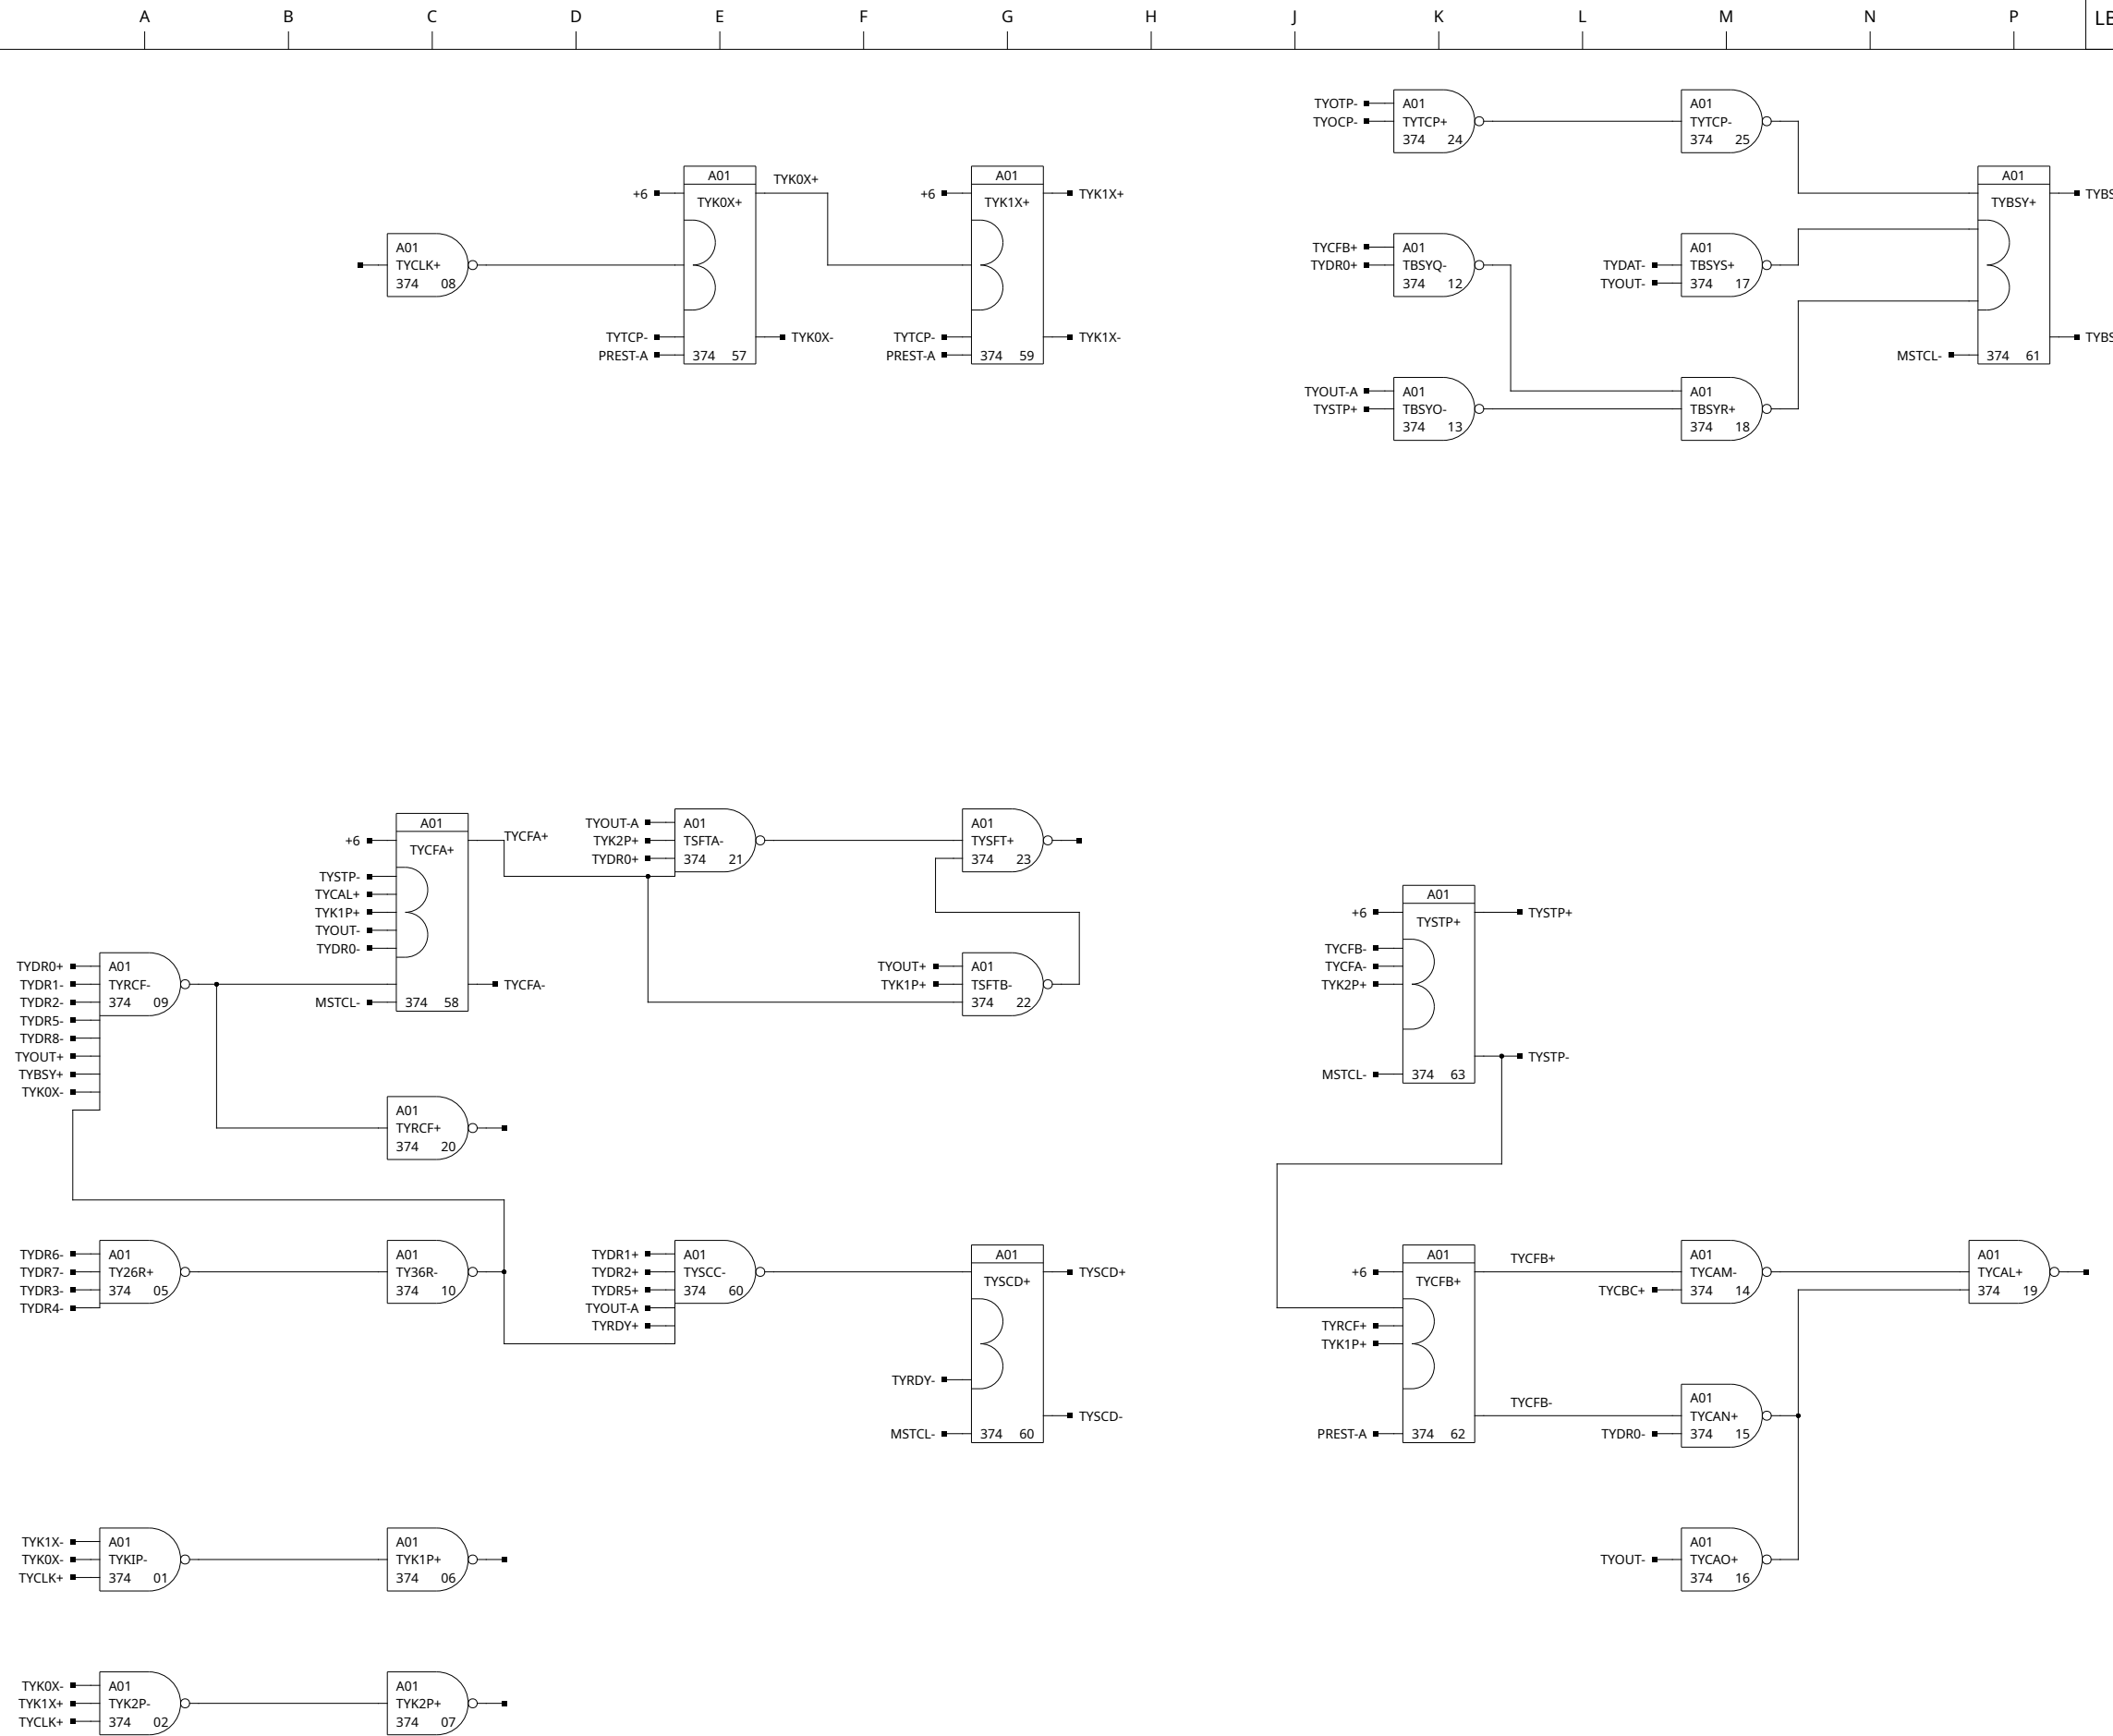 A B C D E F G H J K L M N P LB
TYOTP-
TYOCP-
A01
TYTCP+
374 24
A01
TYTCP-
374 25
A01
TYCLK+
374 08
+6
TYTCP-
PREST-A
A01
TYK0X+
374 57
TYK0X+
TYK0X-
+6
TYTCP-
PREST-A
A01
TYK1X+
374 59
TYK1X+
TYK1X-
TYCFB+
TYDR0+
A01
TBSYQ-
374 12
TYDAT-
TYOUT-
A01
TBSYS+
374 17
TYOUT-A
TYSTP+
A01
TBSYO-
374 13
A01
TBSYR+
374 18
MSTCL-
A01
TYBSY+
374 61
TYBS
TYBS
TYDR0+
TYDR1-
TYDR2-
TYDR5-
TYDR8-
TYOUT+
TYBSY+
TYK0X-
A01
TYRCF-
374 09
+6
TYSTP-
TYCAL+
TYK1P+
TYOUT-
TYDR0-
MSTCL-
A01
TYCFA+
374 58
TYCFA+
TYCFA-
TYOUT-A
TYK2P+
TYDR0+
A01
TSFTA-
374 21
A01
TYSFT+
374 23
TYOUT+
TYK1P+
A01
TSFTB-
374 22
A01
TYRCF+
374 20
+6
TYCFB-
TYCFA-
TYK2P+
MSTCL-
A01
TYSTP+
374 63
TYSTP+
TYSTP-
TYDR6-
TYDR7-
TYDR3-
TYDR4-
A01
TY26R+
374 05
A01
TY36R-
374 10
TYDR1+
TYDR2+
TYDR5+
TYOUT-A
TYRDY+
A01
TYSCC-
374 60
TYRDY-
MSTCL-
A01
TYSCD+
374 60
TYSCD+
TYSCD-
+6
TYRCF+
TYK1P+
PREST-A
A01
TYCFB+
374 62
TYCFB+
TYCFB-
TYCBC+
A01
TYCAM-
374 14
TYDR0-
A01
TYCAN+
374 15
TYOUT-
A01
TYCAO+
374 16
A01
TYCAL+
374 19
TYK1X-
TYK0X-
TYCLK+
A01
TYKIP-
374 01
A01
TYK1P+
374 06
TYK0X-
TYK1X+
TYCLK+
A01
TYK2P-
374 02
A01
TYK2P+
374 07